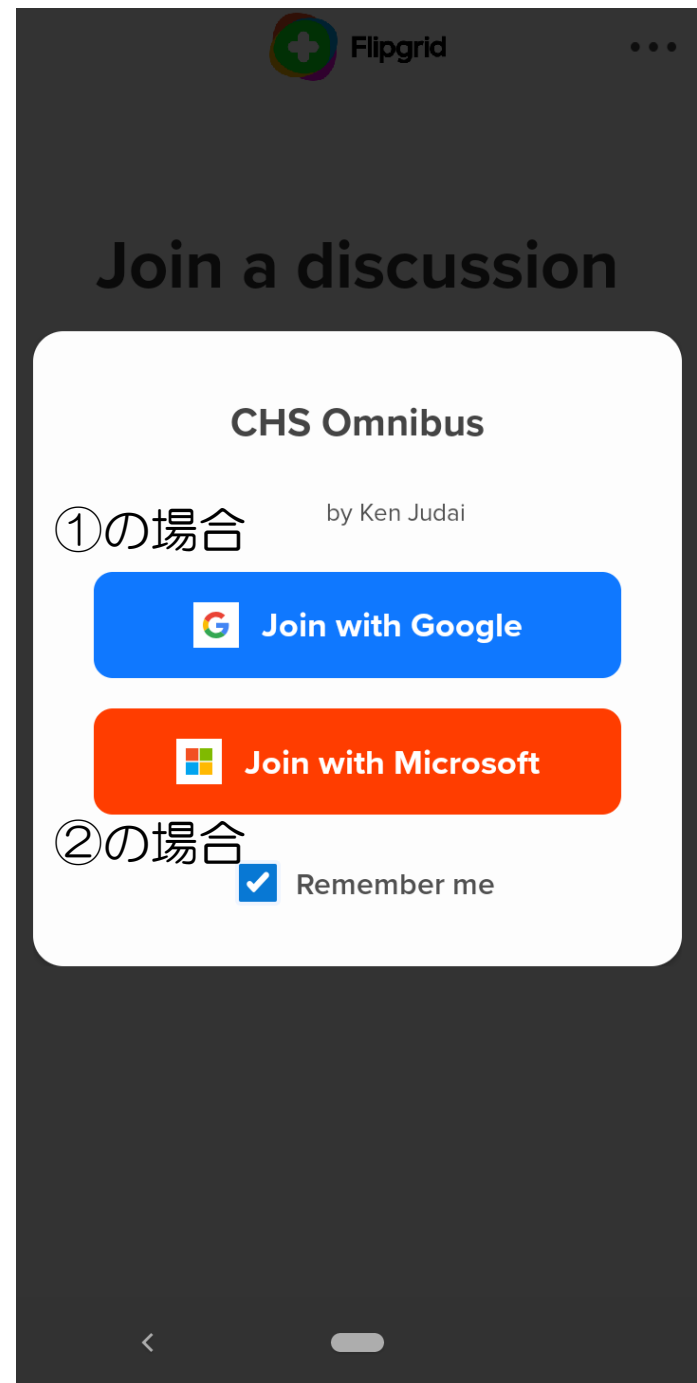 Flipgrid
Join a discussion
CHS Omnibus
by Ken Judai
①の場合
Join with Google
Join with Microsoft
②の場合
Remember me